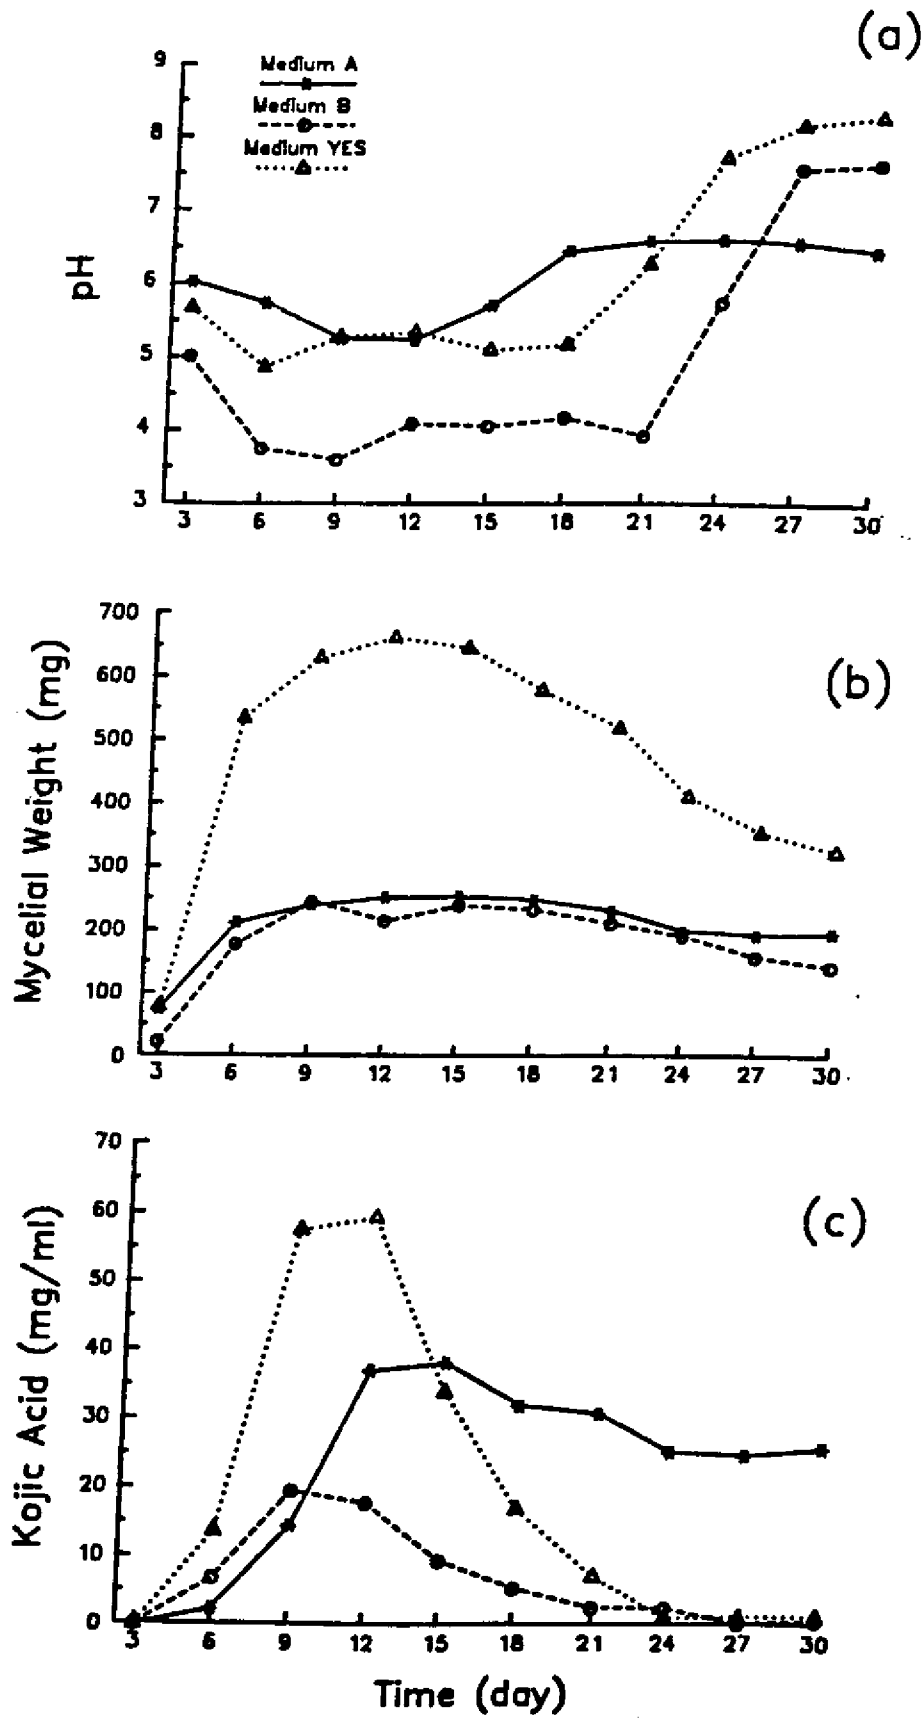 (a)
9
8
7
6
5
4
3
pH
Medium A
Medium B
Medium YES
3 6 9 12 15 18 21 24 27 30
(b)
700
600
500
400
300
200
100
0
Mycelial Weight (mg)
3 6 9 12 15 18 21 24 27 30
(c)
70
60
50
40
30
20
10
0
Kojic Acid (mg/ml)
3 6 9 12 15 18 21 24 27 30
Time (day)